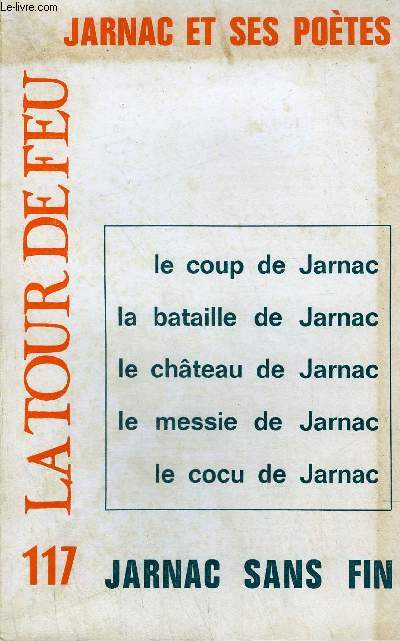 © Le-livre.com
JARNAC ET SES POÈTES
LA TOUR DE FEU
le coup de Jarnac
la bataille de Jarnac
le château de Jarnac
le messie de Jarnac
le cocu de Jarnac
117
JARNAC SANS FIN